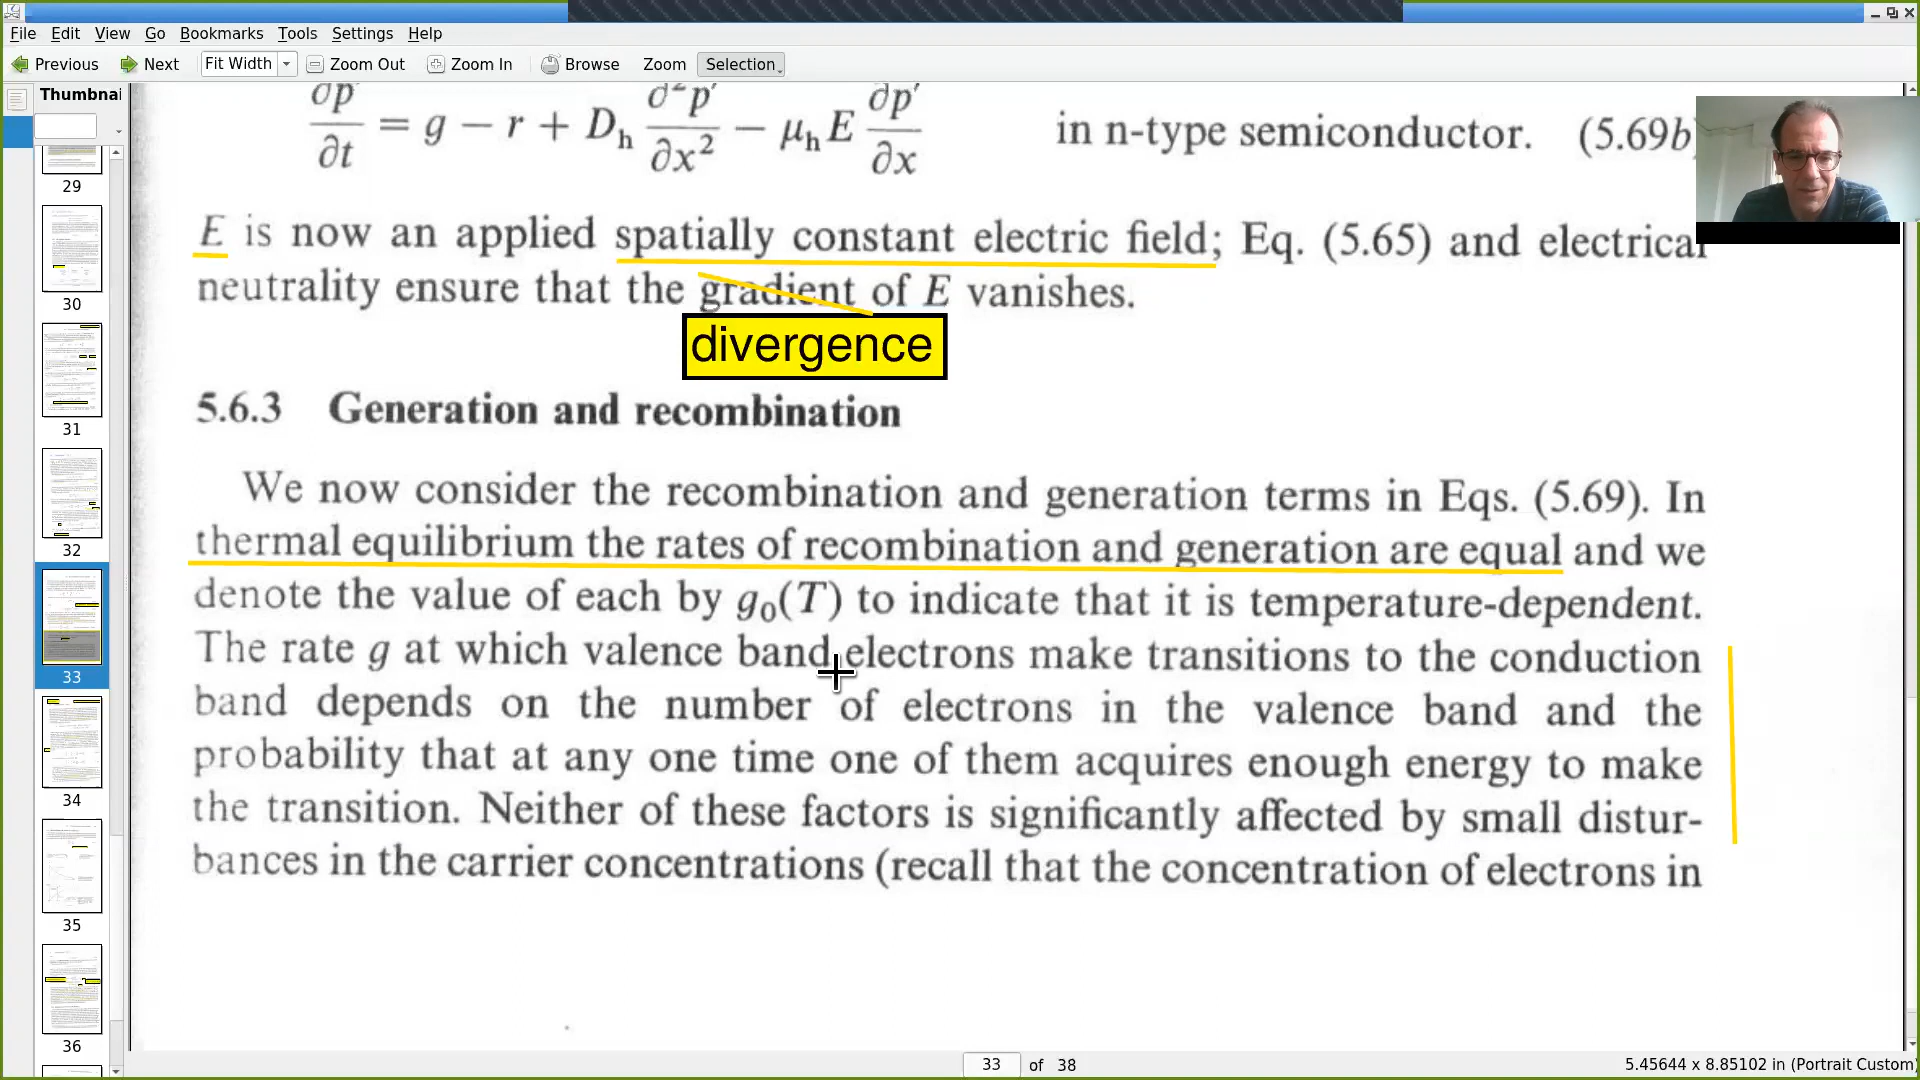 File Edit View Go Bookmarks Tools Settings Help
Previous Next Fit Width Zoom Out Zoom In Browse Zoom Selection
Thumbnai
29
30
31
32
33
34
35
36
∂p′/∂t = g − r + Dₕ ∂²p′/∂x² − μₕE ∂p′/∂x in n-type semiconductor. (5.69b)
E is now an applied spatially constant electric field; Eq. (5.65) and electrical
neutrality ensure that the gradient of E vanishes.
divergence
5.6.3 Generation and recombination
We now consider the recombination and generation terms in Eqs. (5.69). In
thermal equilibrium the rates of recombination and generation are equal and we
denote the value of each by g₀(T) to indicate that it is temperature-dependent.
The rate g at which valence band electrons make transitions to the conduction
band depends on the number of electrons in the valence band and the
probability that at any one time one of them acquires enough energy to make
the transition. Neither of these factors is significantly affected by small distur-
bances in the carrier concentrations (recall that the concentration of electrons in
33 of 38
5.45644 x 8.85102 in (Portrait Custom)